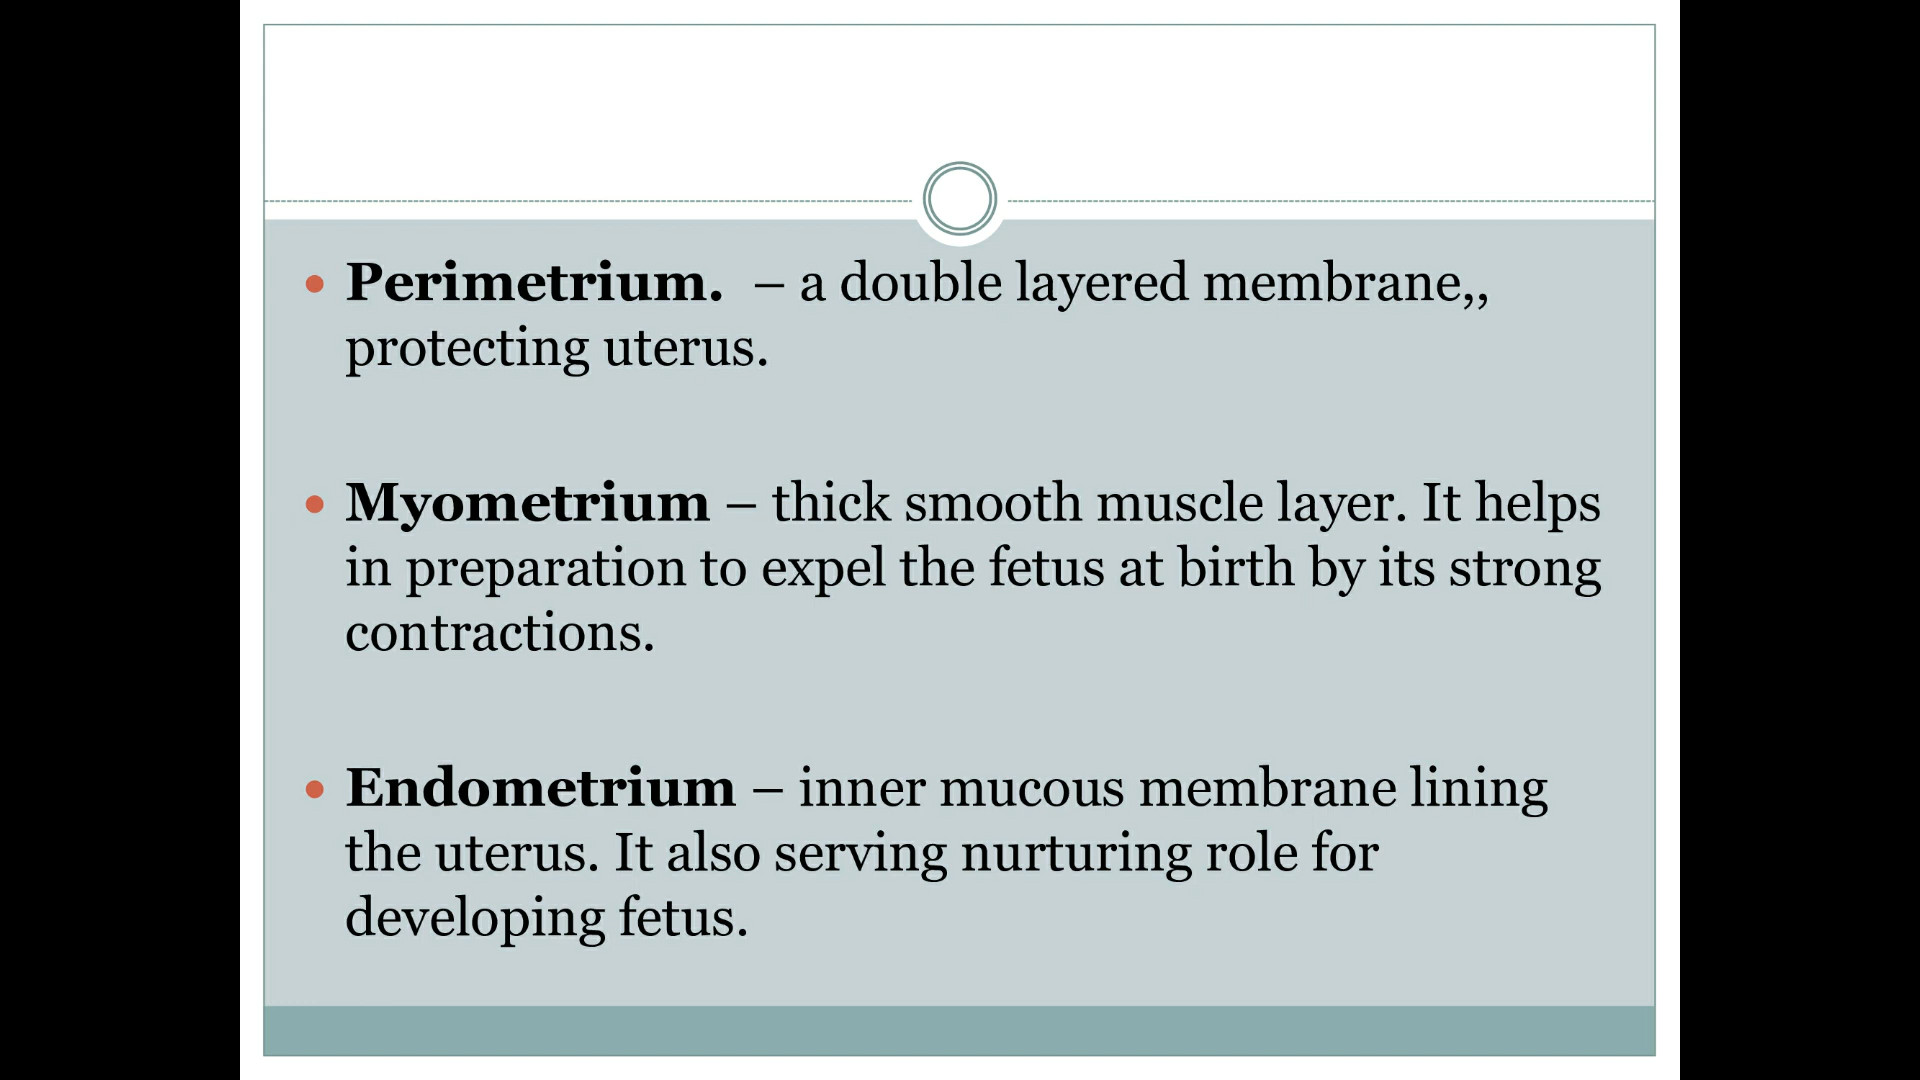 • Perimetrium.  – a double layered membrane,,
protecting uterus.
• Myometrium – thick smooth muscle layer. It helps
in preparation to expel the fetus at birth by its strong
contractions.
• Endometrium – inner mucous membrane lining
the uterus. It also serving nurturing role for
developing fetus.